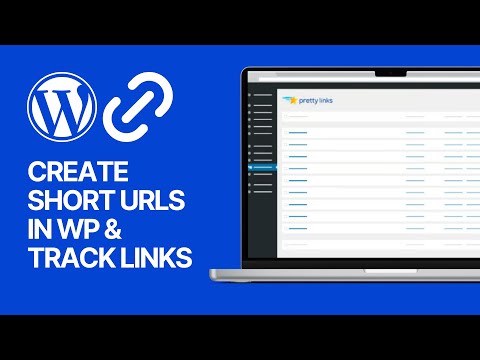 pretty links
CREATE
SHORT URLS
IN WP &
TRACK LINKS